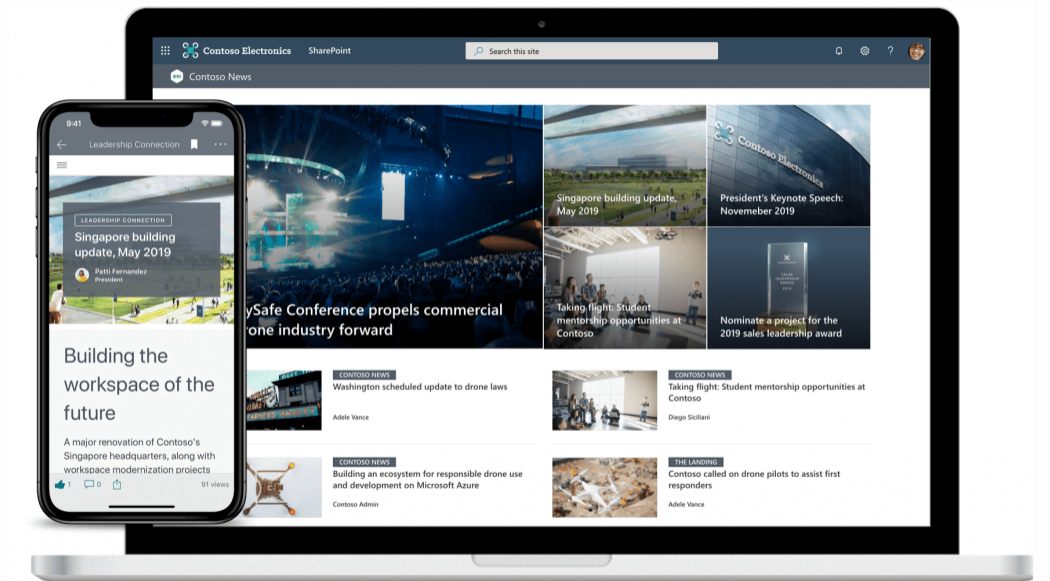 Contoso Electronics
SharePoint
Search this site
?
Contoso News
ySafe Conference propels commercial
rone industry forward
Singapore building update,
May 2019
Contoso Electronics
President's Keynote Speech:
Novemeber 2019
Taking flight: Student
mentorship opportunities at
Contoso
Nominate a project for the
2019 sales leadership award
CONTOSO NEWS
Washington scheduled update to drone laws
Adele Vance
CONTOSO NEWS
Taking flight: Student mentorship opportunities at
Contoso
Diego Siciliani
CONTOSO NEWS
Building an ecosystem for responsible drone use
and development on Microsoft Azure
Contoso Admin
THE LANDING
Contoso called on drone pilots to assist first
responders
Adele Vance
9:41
Leadership Connection
LEADERSHIP CONNECTION
Singapore building
update, May 2019
Patti Fernandez
President
Building the
workspace of the
future
A major renovation of Contoso's
Singapore headquarters, along with
workspace modernization projects
1
0
91 views